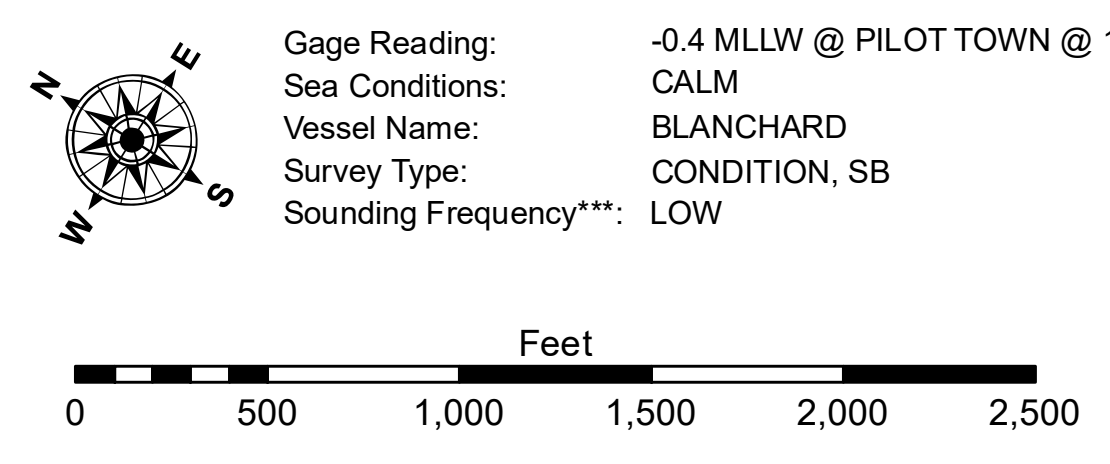 N
E
S
W
Gage Reading: -0.4 MLLW @ PILOT TOWN @
Sea Conditions: CALM
Vessel Name: BLANCHARD
Survey Type: CONDITION, SB
Sounding Frequency***: LOW
Feet
0 500 1,000 1,500 2,000 2,500